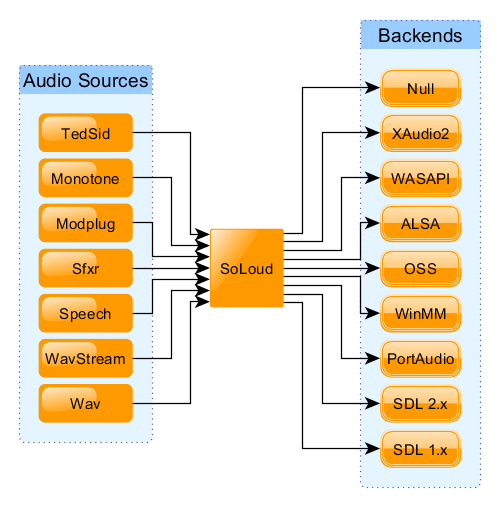 Audio Sources
TedSid
Monotone
Modplug
Sfxr
Speech
WavStream
Wav
SoLoud
Backends
Null
XAudio2
WASAPI
ALSA
OSS
WinMM
PortAudio
SDL 2.x
SDL 1.x